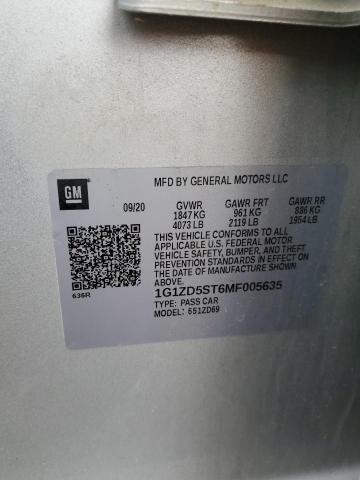 GM
MFD BY GENERAL MOTORS LLC
09/20 GVWR GAWR FRT GAWR RR
1847 KG 961 KG 886 KG
4073 LB 2119 LB 1954 LB
THIS VEHICLE CONFORMS TO ALL
APPLICABLE U.S. FEDERAL MOTOR
VEHICLE SAFETY, BUMPER, AND THEFT
PREVENTION STANDARDS IN EFFECT ON
THE DATE OF MANUFACTURE SHOWN
ABOVE.
636R
1G1ZD5ST6MF005635
TYPE: PASS CAR
MODEL: 651ZD69